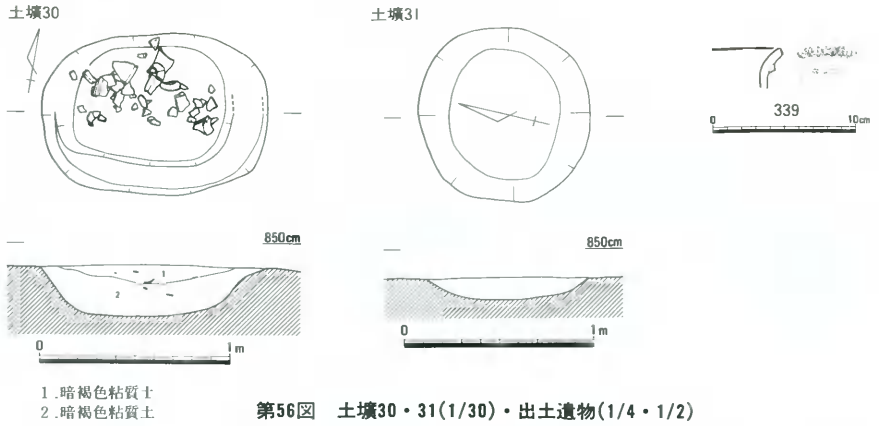 土壙30
土壙31
339
0 10cm
850cm
1
2
0 1m
850cm
0 1m
1.暗褐色粘質土
2.暗褐色粘質土
第56図 土壙30・31(1/30)・出土遺物(1/4・1/2)